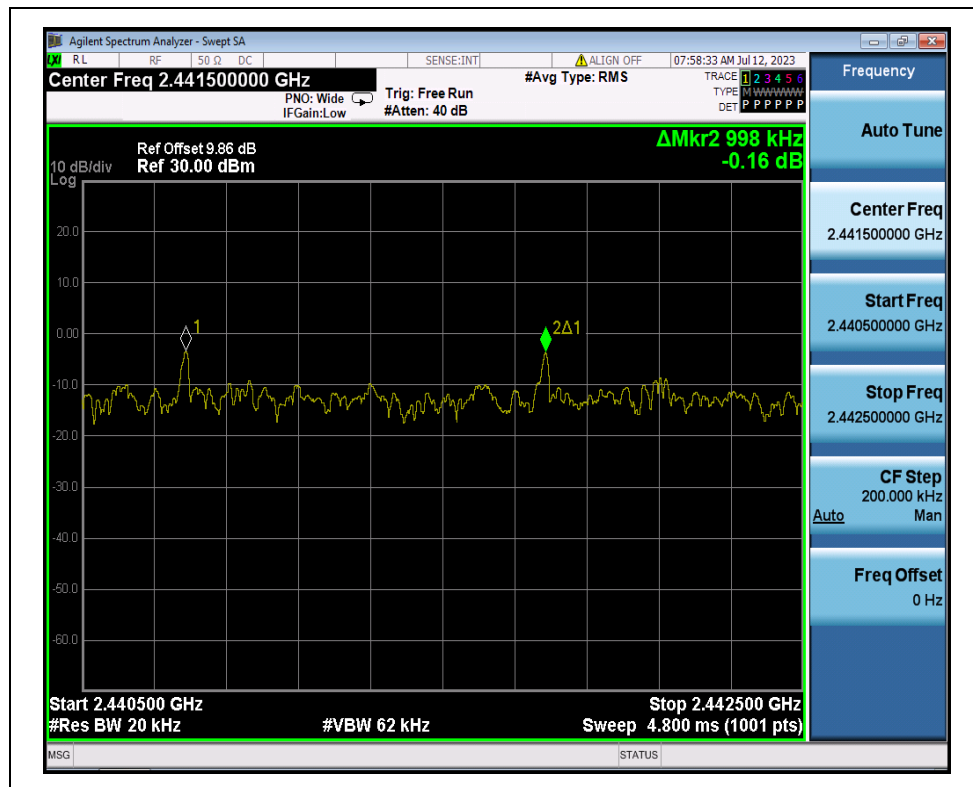 Agilent Spectrum Analyzer - Swept SA
LXI RL RF 50 Ω DC SENSE:INT ALIGN OFF 07:58:33 AM Jul 12, 2023
Center Freq 2.441500000 GHz #Avg Type: RMS TRACE 1 2 3 4 5 6
PNO: Wide Trig: Free Run TYPE M WWWWW
IFGain:Low #Atten: 40 dB DET P P P P P P
ΔMkr2 998 kHz
Ref Offset 9.86 dB
10 dB/div Ref 30.00 dBm -0.16 dB
Log
20.0
10.0
0.00
1
2Δ1
-10.0
-20.0
-30.0
-40.0
-50.0
-60.0
Start 2.440500 GHz Stop 2.442500 GHz
#Res BW 20 kHz #VBW 62 kHz Sweep 4.800 ms (1001 pts)
MSG STATUS
Frequency
Auto Tune
Center Freq
2.441500000 GHz
Start Freq
2.440500000 GHz
Stop Freq
2.442500000 GHz
CF Step
200.000 kHz
Auto Man
Freq Offset
0 Hz